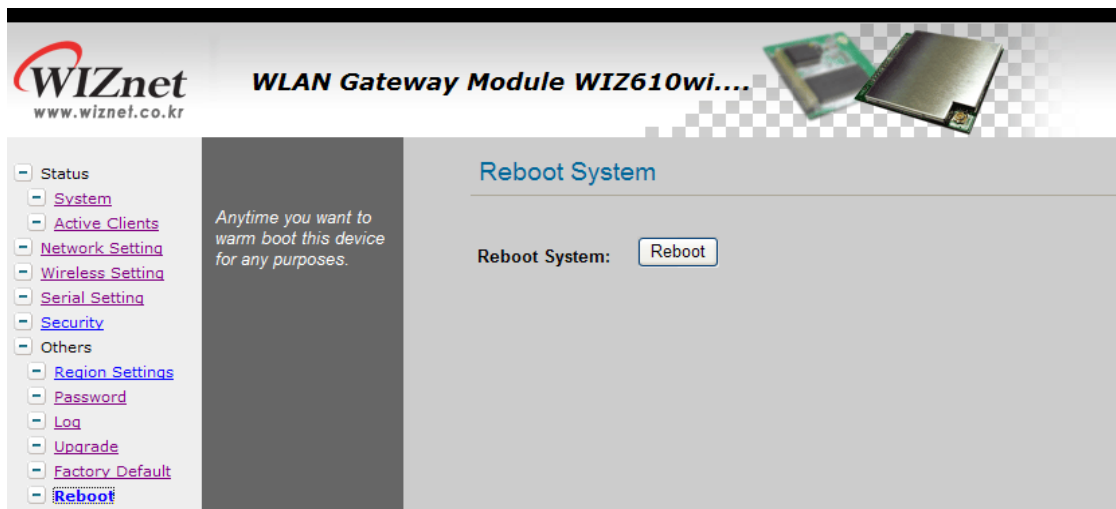 WIZnet
www.wiznet.co.kr
WLAN Gateway Module WIZ610wi....
Status
System
Active Clients
Network Setting
Wireless Setting
Serial Setting
Security
Others
Region Settings
Password
Log
Upgrade
Factory Default
Reboot
Anytime you want to
warm boot this device
for any purposes.
Reboot System
Reboot System: Reboot